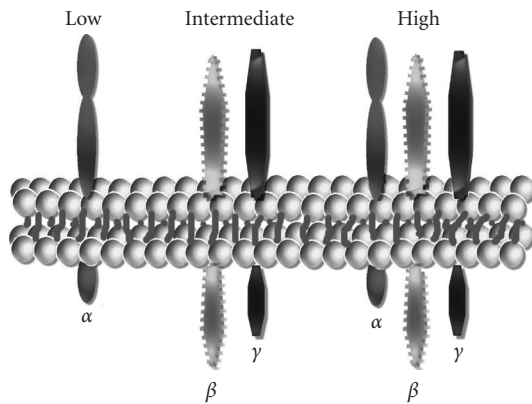 Low Intermediate High
α γ α γ
β β